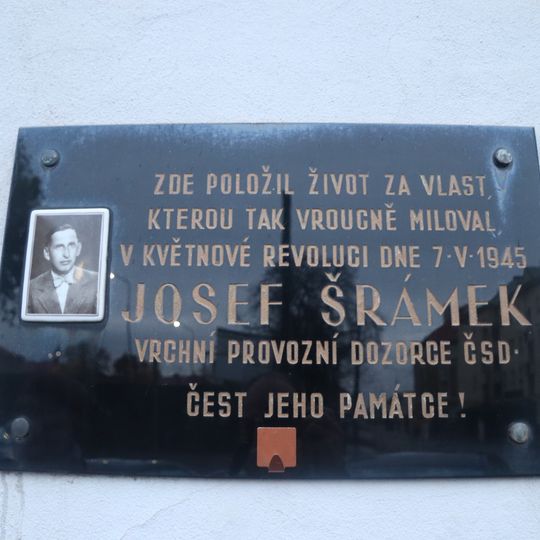 ZDE POLOŽIL ŽIVOT ZA VLAST,
KTEROU TAK VROUCNĚ MILOVAL,
V KVĚTNOVÉ REVOLUCI DNE 7·V·1945
JOSEF ŠRÁMEK
VRCHNÍ PROVOZNÍ DOZORCE ČSD·
ČEST JEHO PAMÁTCE!